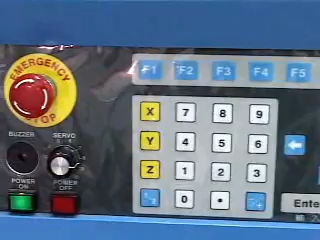 EMERGENCY
STOP
F1 F2 F3 F4 F5
X 7 8 9
Y 4 5 6
Z 1 2 3
0 •
BUZZER
SERVO
POWER
ON
POWER
OFF
Ente